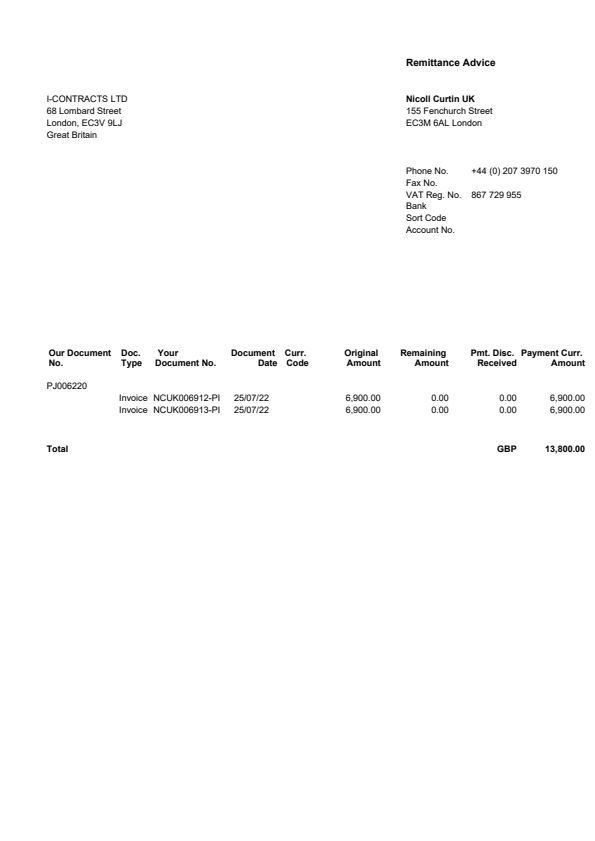 Remittance Advice
I-CONTRACTS LTD
68 Lombard Street
London, EC3V 9LJ
Great Britain
Nicoll Curtin UK
155 Fenchurch Street
EC3M 6AL London
Phone No. +44 (0) 207 3970 150
Fax No.
VAT Reg. No. 867 729 955
Bank
Sort Code
Account No.
Our Document No. Doc. Type Your Document No. Document Date Curr. Code Original Amount Remaining Amount Pmt. Disc. Received Payment Curr. Amount
PJ006220
Invoice NCUK006912-PI 25/07/22 6,900.00 0.00 0.00 6,900.00
Invoice NCUK006913-PI 25/07/22 6,900.00 0.00 0.00 6,900.00
Total GBP 13,800.00